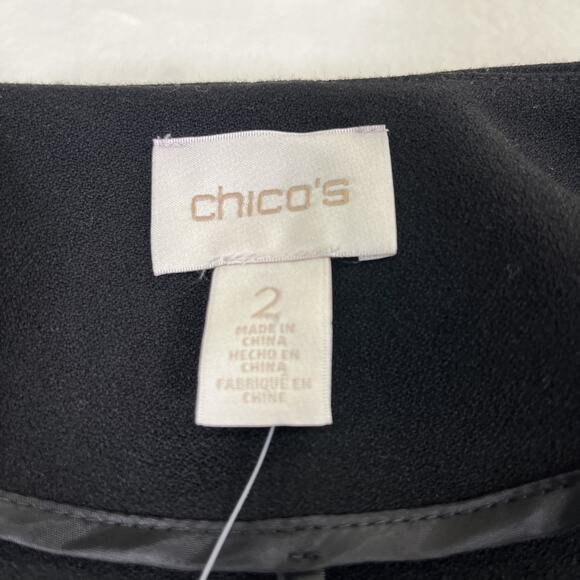 chico's
2
MADE IN
CHINA
HECHO EN
CHINA
FABRIQUÉ EN
CHINE